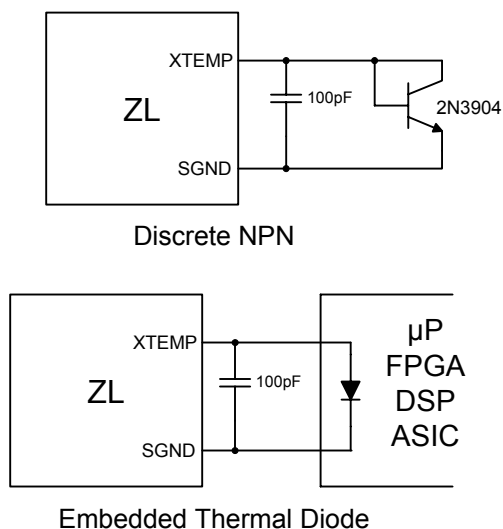 XTEMP
ZL
100pF
2N3904
SGND
Discrete NPN
XTEMP
ZL
100pF
SGND
µP
FPGA
DSP
ASIC
Embedded Thermal Diode